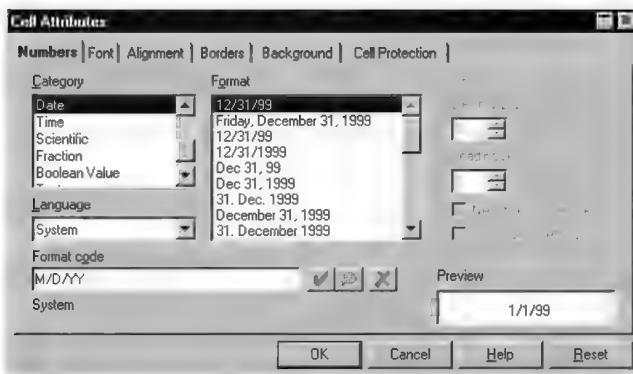 Cell Attributes
Numbers Font Alignment Borders Background Cell Protection
Category
Date
Time
Scientific
Fraction
Boolean Value
Language
System
Format
12/31/99
Friday, December 31, 1999
12/31/99
12/31/1999
Dec 31, 99
Dec 31, 1999
31. Dec. 1999
December 31, 1999
31. December 1999
Format code
M/D/YY
System
Preview
1/1/99
OK Cancel Help Reset